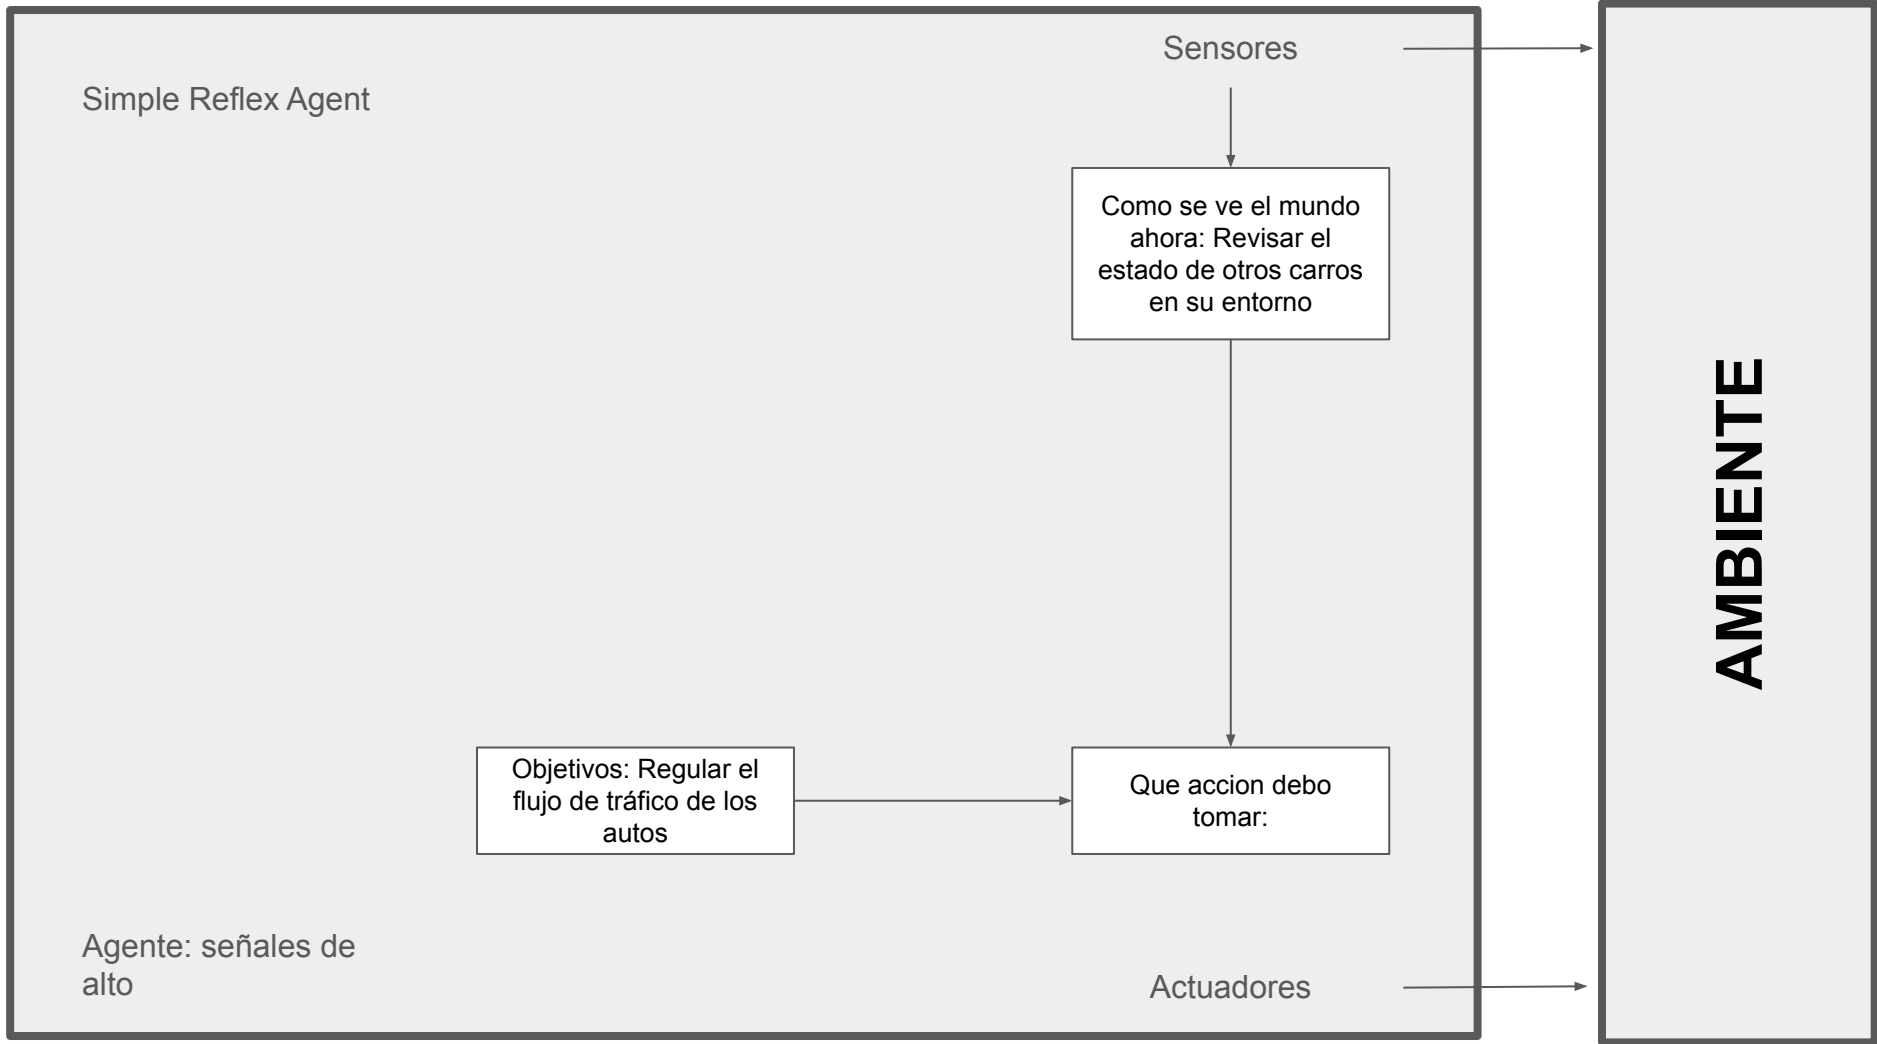 Sensores
Simple Reflex Agent
Como se ve el mundo
ahora: Revisar el
estado de otros carros
en su entorno
AMBIENTE
Objetivos: Regular el
flujo de tráfico de los
autos
Que accion debo
tomar:
Agente: señales de
alto
Actuadores